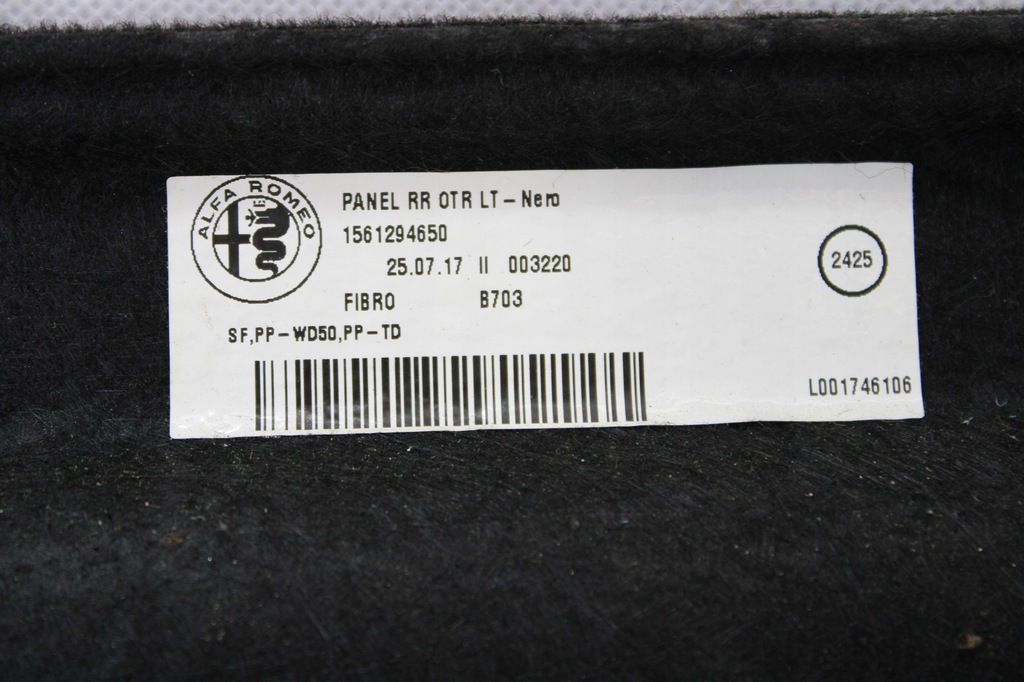 ALFA ROMEO
PANEL RR OTR LT-Nero
1561294650
25.07.17 II 003220
2425
FIBRO B703
SF,PP-WD50,PP-TD
L001746106